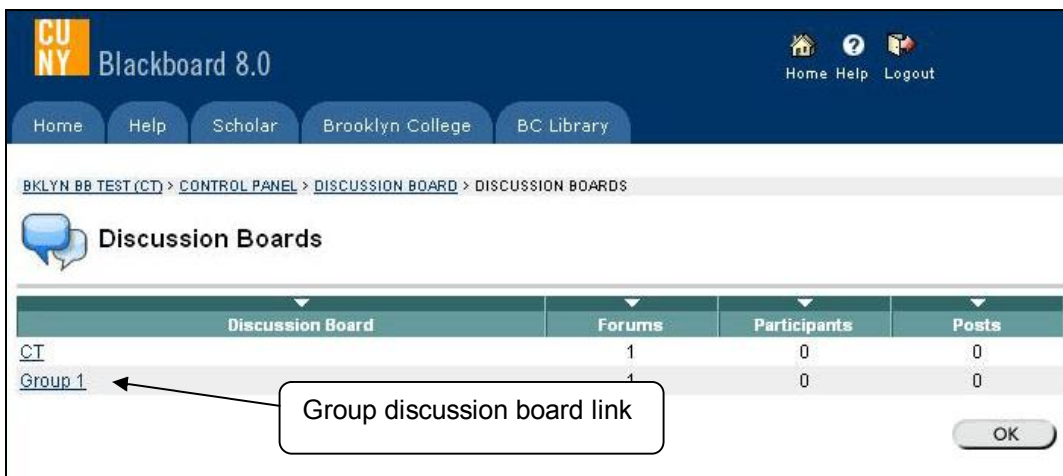 CU
NY Blackboard 8.0
Home Help Logout
Home Help Scholar Brooklyn College BC Library
BKLYN BB TEST (CT) > CONTROL PANEL > DISCUSSION BOARD > DISCUSSION BOARDS
Discussion Boards
Discussion Board Forums Participants Posts
CT 1 0 0
Group 1 1 0 0
Group discussion board link
OK